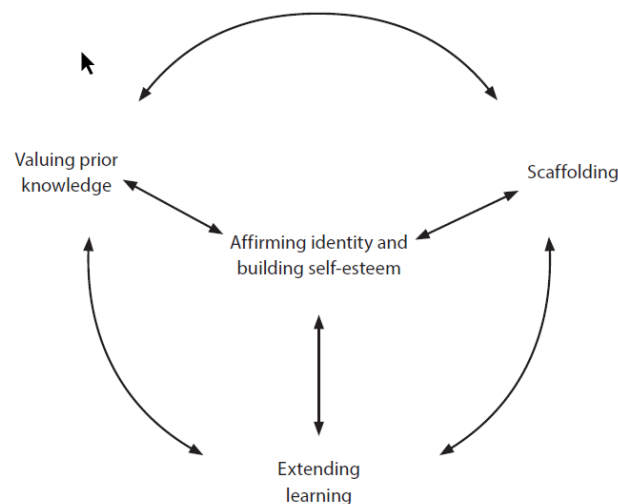 Valuing prior
knowledge
Scaffolding
Affirming identity and
building self-esteem
Extending
learning